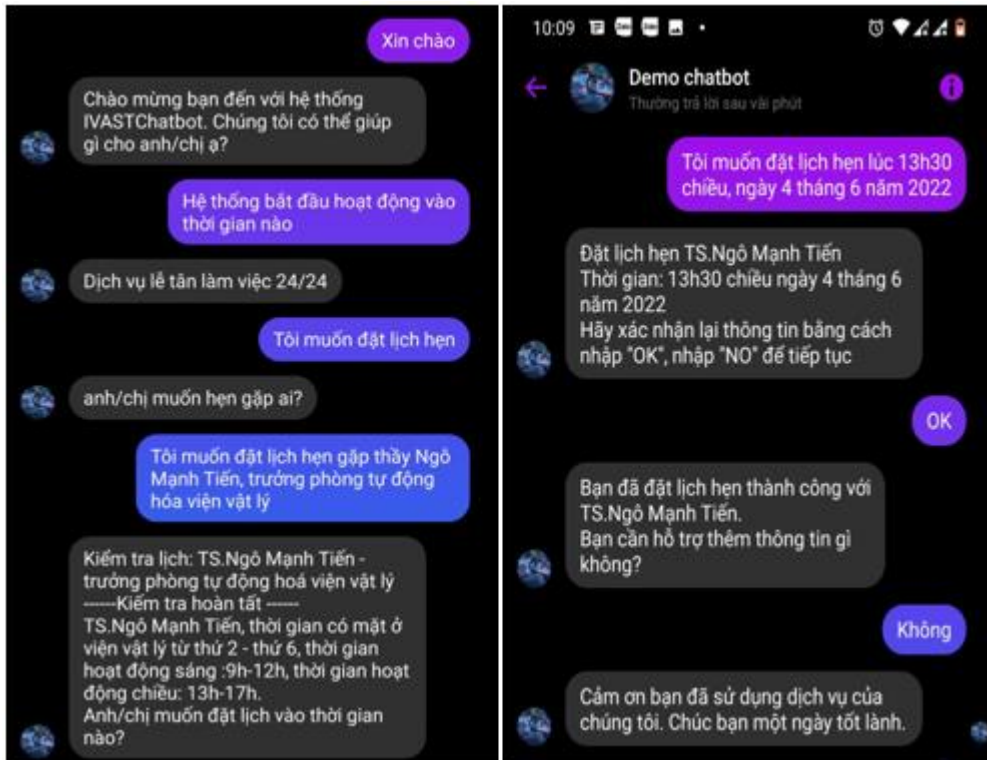 Xin chào
Chào mừng bạn đến với hệ thống
IVASTChatbot. Chúng tôi có thể giúp
gì cho anh/chị ạ?
Hệ thống bắt đầu hoạt động vào
thời gian nào
Dịch vụ lễ tân làm việc 24/24
Tôi muốn đặt lịch hẹn
anh/chị muốn hẹn gặp ai?
Tôi muốn đặt lịch hẹn gặp thầy Ngô
Mạnh Tiến, trưởng phòng tự động
hóa viện vật lý
Kiểm tra lịch: TS.Ngô Mạnh Tiến -
trưởng phòng tự động hoá viện vật lý
------Kiểm tra hoàn tất ------
TS.Ngô Mạnh Tiến, thời gian có mặt ở
viện vật lý từ thứ 2 - thứ 6, thời gian
hoạt động sáng :9h-12h, thời gian hoạt
động chiều: 13h-17h.
Anh/chị muốn đặt lịch vào thời gian
nào?
10:09
Demo chatbot
Thường trả lời sau vài phút
Tôi muốn đặt lịch hẹn lúc 13h30
chiều, ngày 4 tháng 6 năm 2022
Đặt lịch hẹn TS.Ngô Mạnh Tiến
Thời gian: 13h30 chiều ngày 4 tháng 6
năm 2022
Hãy xác nhận lại thông tin bằng cách
nhập "OK", nhập "NO" để tiếp tục
OK
Bạn đã đặt lịch hẹn thành công với
TS.Ngô Mạnh Tiến.
Bạn cần hỗ trợ thêm thông tin gì
không?
Không
Cảm ơn bạn đã sử dụng dịch vụ của
chúng tôi. Chúc bạn một ngày tốt lành.